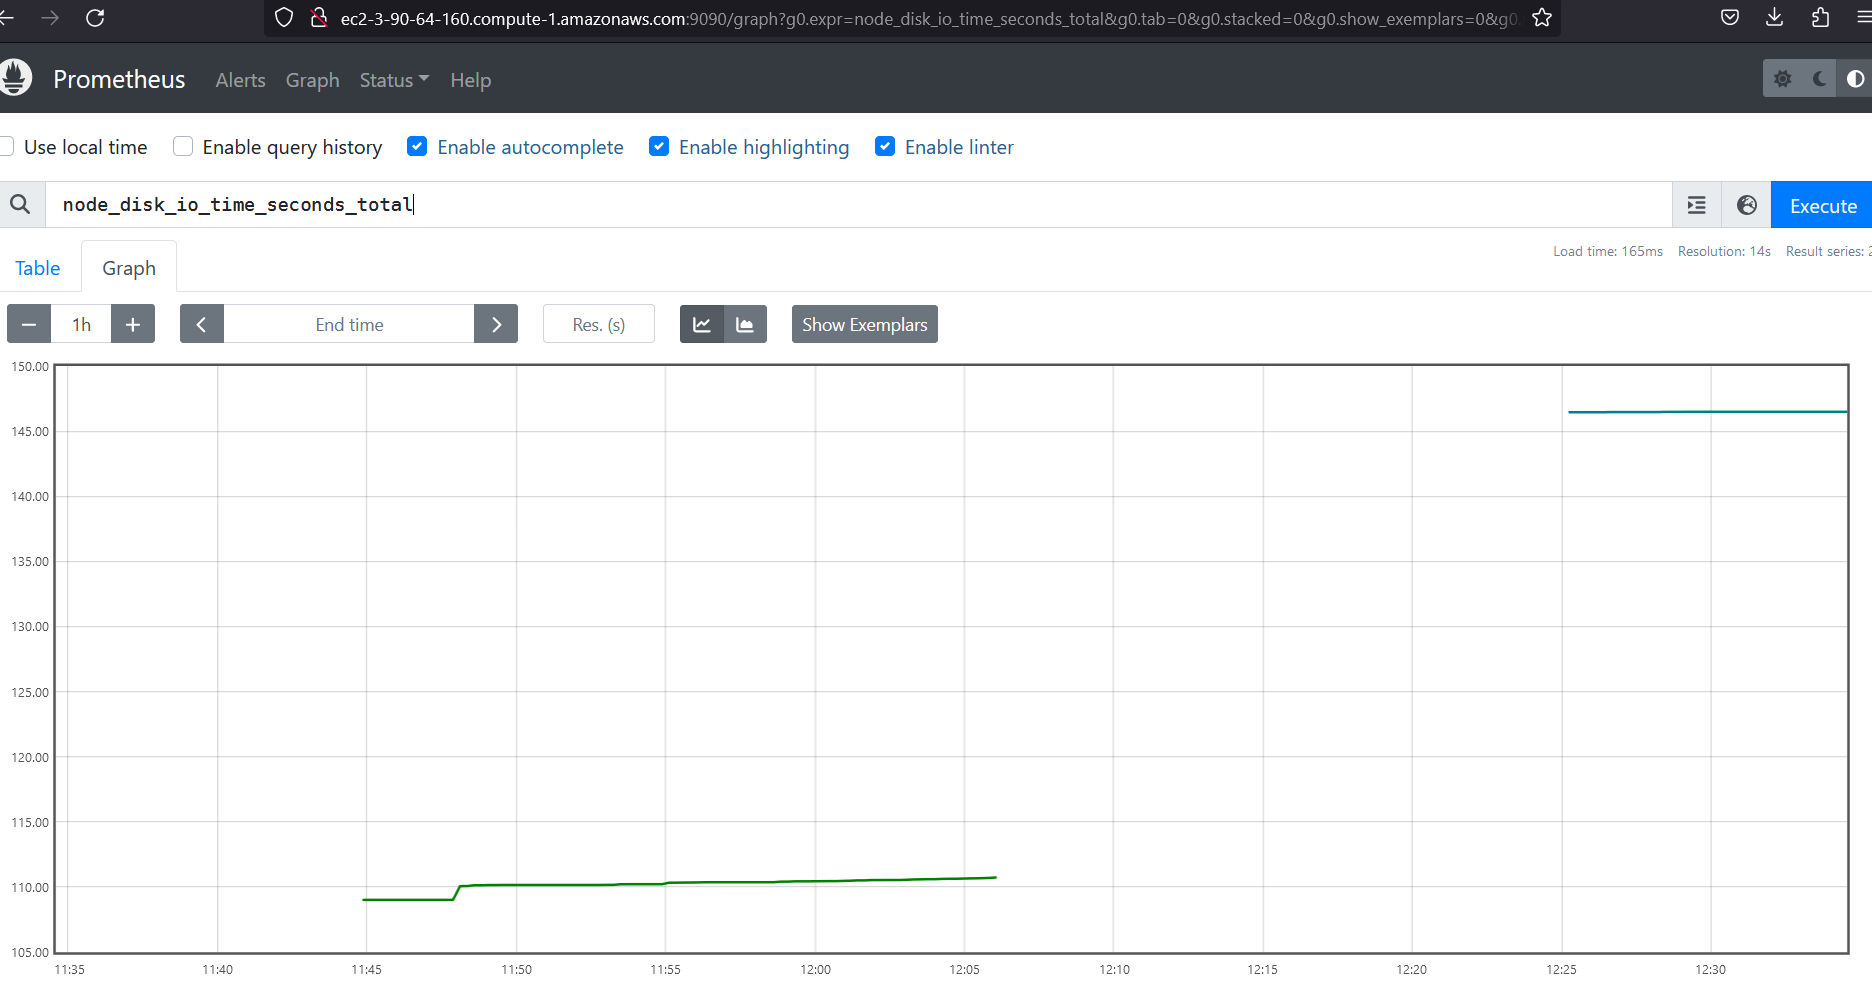 ec2-3-90-64-160.compute-1.amazonaws.com:9090/graph?g0.expr=node_disk_io_time_seconds_total&g0.tab=0&g0.stacked=0&g0.show_exemplars=0&g0
Prometheus Alerts Graph Status Help
Use local time Enable query history Enable autocomplete Enable highlighting Enable linter
node_disk_io_time_seconds_total Execute
Load time: 165ms Resolution: 14s Result series: 2
Table Graph
1h End time Res. (s) Show Exemplars
150.00
145.00
140.00
135.00
130.00
125.00
120.00
115.00
110.00
105.00
11:35 11:40 11:45 11:50 11:55 12:00 12:05 12:10 12:15 12:20 12:25 12:30